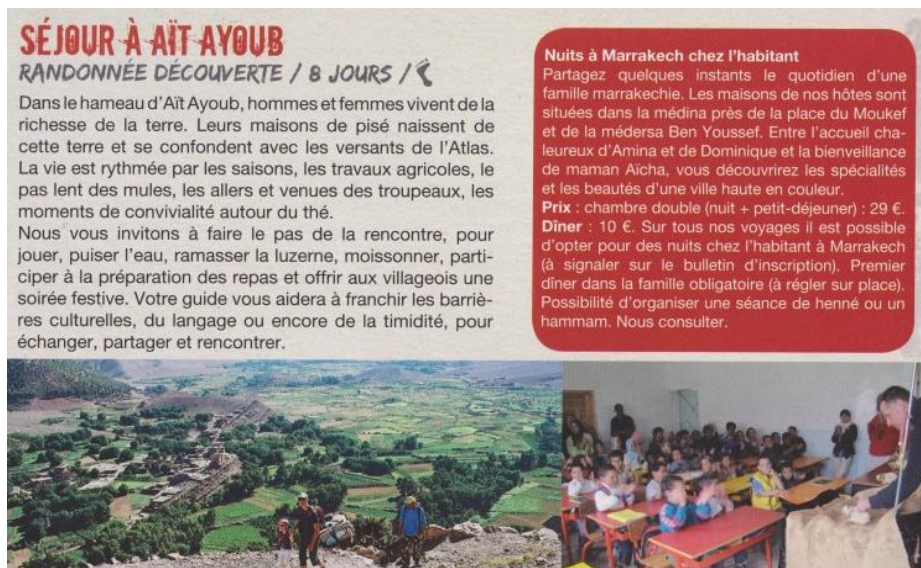 SÉJOUR À AÏT AYOUB
RANDONNÉE DÉCOUVERTE / 8 JOURS /
Dans le hameau d'Aït Ayoub, hommes et femmes vivent de la
richesse de la terre. Leurs maisons de pisé naissent de
cette terre et se confondent avec les versants de l'Atlas.
La vie est rythmée par les saisons, les travaux agricoles, le
pas lent des mules, les allers et venues des troupeaux, les
moments de convivialité autour du thé.
Nous vous invitons à faire le pas de la rencontre, pour
jouer, puiser l'eau, ramasser la luzerne, moissonner, parti-
ciper à la préparation des repas et offrir aux villageois une
soirée festive. Votre guide vous aidera à franchir les barriè-
res culturelles, du langage ou encore de la timidité, pour
échanger, partager et rencontrer.
Nuits à Marrakech chez l'habitant
Partagez quelques instants le quotidien d'une
famille marrakechie. Les maisons de nos hôtes sont
situées dans la médina près de la place du Moukef
et de la médersa Ben Youssef. Entre l'accueil cha-
leureux d'Amina et de Dominique et la bienveillance
de maman Aïcha, vous découvrirez les spécialités
et les beautés d'une ville haute en couleur.
Prix : chambre double (nuit + petit-déjeuner) : 29 €.
Dîner : 10 €. Sur tous nos voyages il est possible
d'opter pour des nuits chez l'habitant à Marrakech
(à signaler sur le bulletin d'inscription). Premier
dîner dans la famille obligatoire (à régler sur place).
Possibilité d'organiser une séance de henné ou un
hammam. Nous consulter.